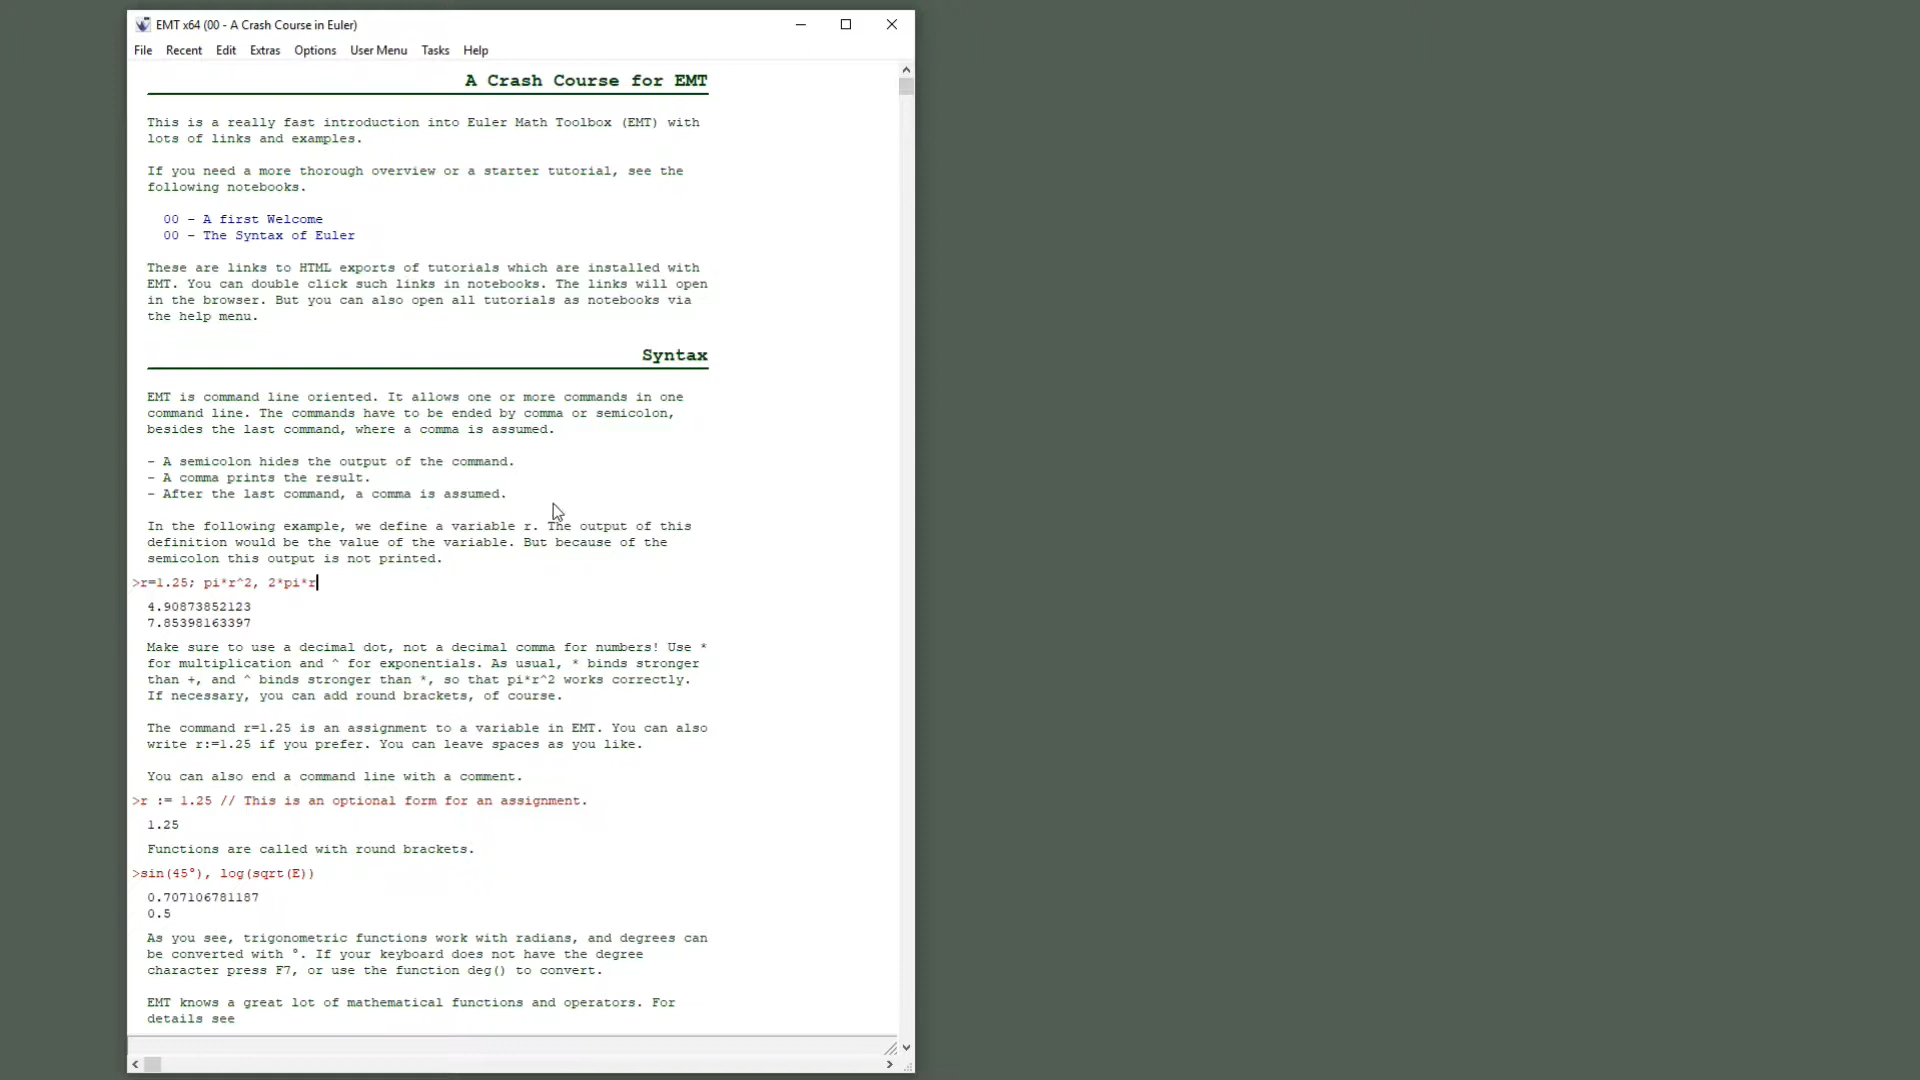 EMT x64 (00 - A Crash Course in Euler)
File Recent Edit Extras Options User Menu Tasks Help
A Crash Course for EMT
This is a really fast introduction into Euler Math Toolbox (EMT) with
lots of links and examples.
If you need a more thorough overview or a starter tutorial, see the
following notebooks.
00 - A first Welcome
00 - The Syntax of Euler
These are links to HTML exports of tutorials which are installed with
EMT. You can double click such links in notebooks. The links will open
in the browser. But you can also open all tutorials as notebooks via
the help menu.
Syntax
EMT is command line oriented. It allows one or more commands in one
command line. The commands have to be ended by comma or semicolon,
besides the last command, where a comma is assumed.
- A semicolon hides the output of the command.
- A comma prints the result.
- After the last command, a comma is assumed.
In the following example, we define a variable r. The output of this
definition would be the value of the variable. But because of the
semicolon this output is not printed.
>r=1.25; pi*r^2, 2*pi*r
4.90873852123
7.85398163397
Make sure to use a decimal dot, not a decimal comma for numbers! Use *
for multiplication and ^ for exponentials. As usual, * binds stronger
than +, and ^ binds stronger than *, so that pi*r^2 works correctly.
If necessary, you can add round brackets, of course.
The command r=1.25 is an assignment to a variable in EMT. You can also
write r:=1.25 if you prefer. You can leave spaces as you like.
You can also end a command line with a comment.
>r := 1.25 // This is an optional form for an assignment.
1.25
Functions are called with round brackets.
>sin(45°), log(sqrt(E))
0.707106781187
0.5
As you see, trigonometric functions work with radians, and degrees can
be converted with °. If your keyboard does not have the degree
character press F7, or use the function deg() to convert.
EMT knows a great lot of mathematical functions and operators. For
details see